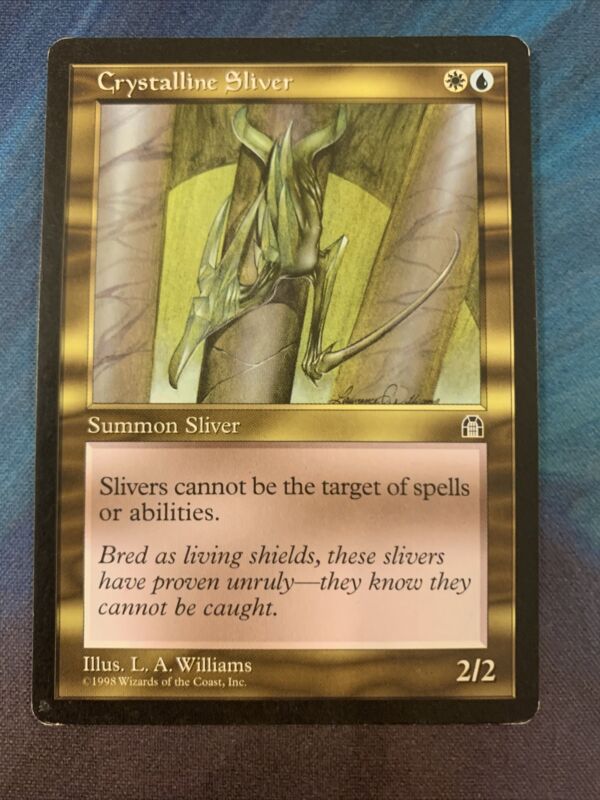 Crystalline Sliver
Summon Sliver
Slivers cannot be the target of spells
or abilities.
Bred as living shields, these slivers
have proven unruly—they know they
cannot be caught.
Illus. L. A. Williams
©1998 Wizards of the Coast, Inc.
2/2